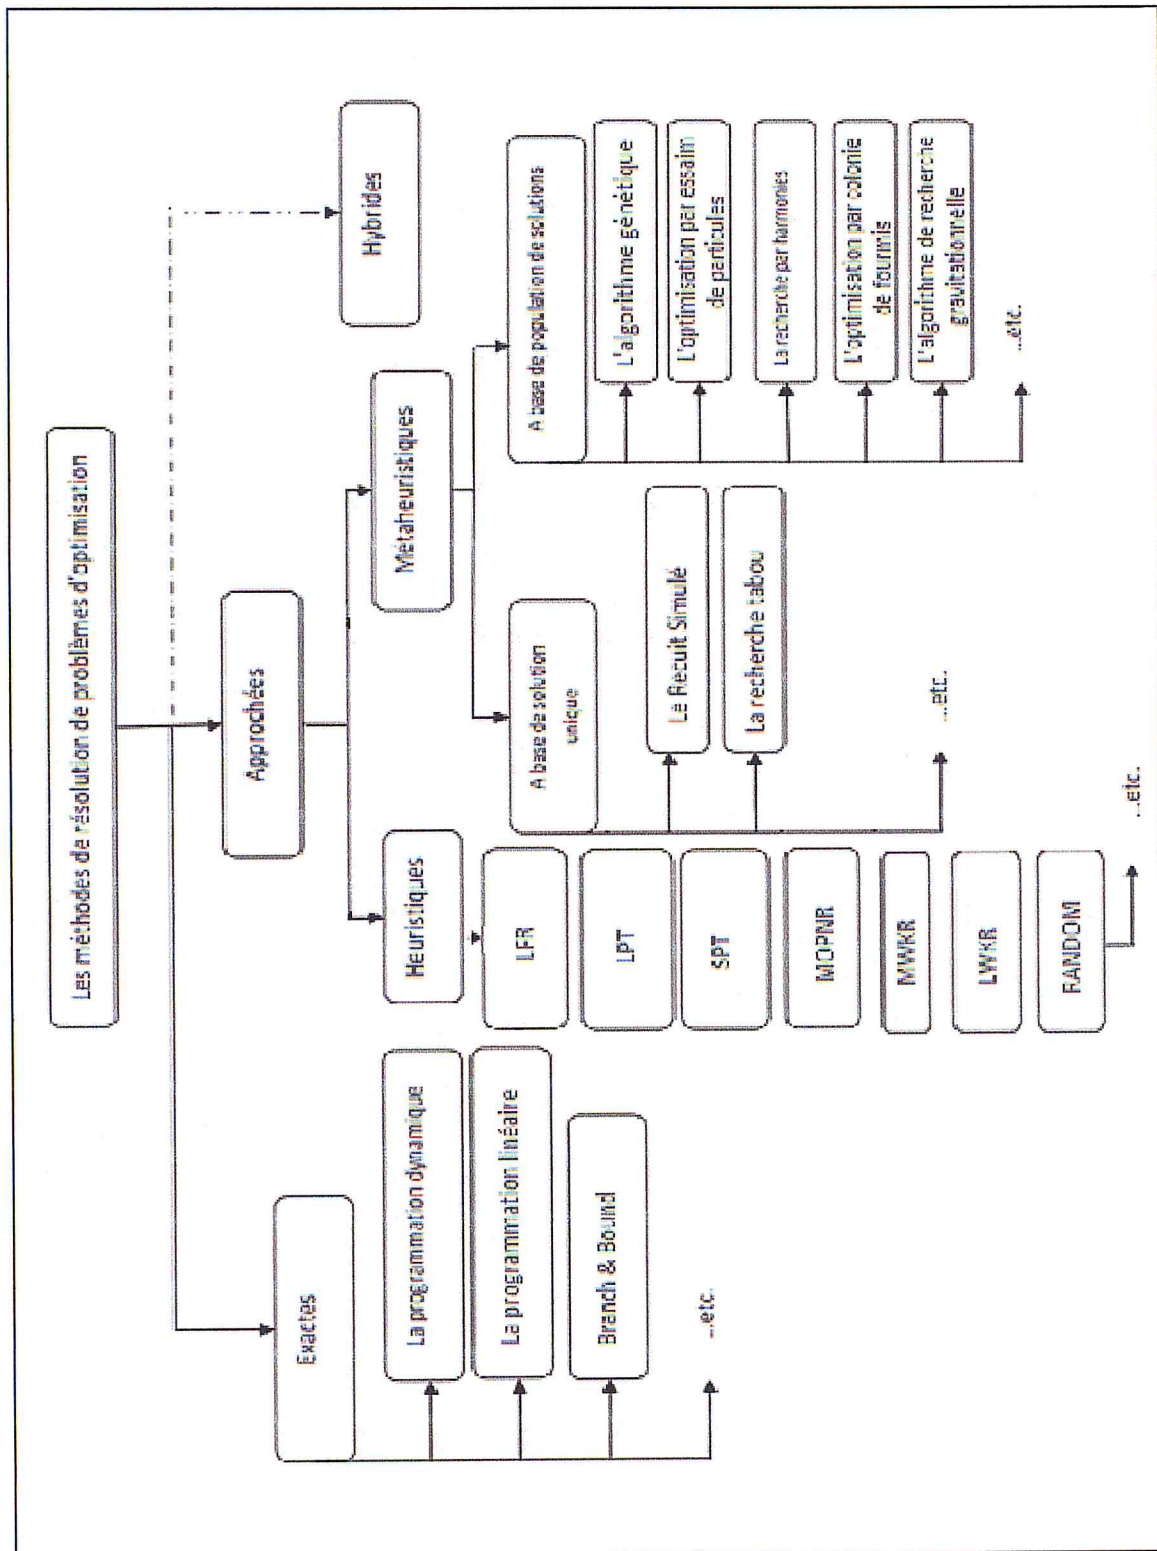 Les méthodes de résolution de problèmes d'optimisation
Exactes
La programmation dynamique
La programmation linéaire
Branch & Bound
...etc.
Approchées
Heuristiques
LFR
LPT
SPT
MOPNR
MWKR
LWKR
RANDOM
...etc.
Métaheuristiques
A base de solution
unique
Le Recuit Simulé
La recherche tabou
...etc.
A base de population de solutions
L'algorithme génétique
L'optimisation par essaim
de particules
La recherche par harmonies
L'optimisation par colonie
de fourmis
L'algorithme de recherche
gravitationnelle
...etc.
Hybrides